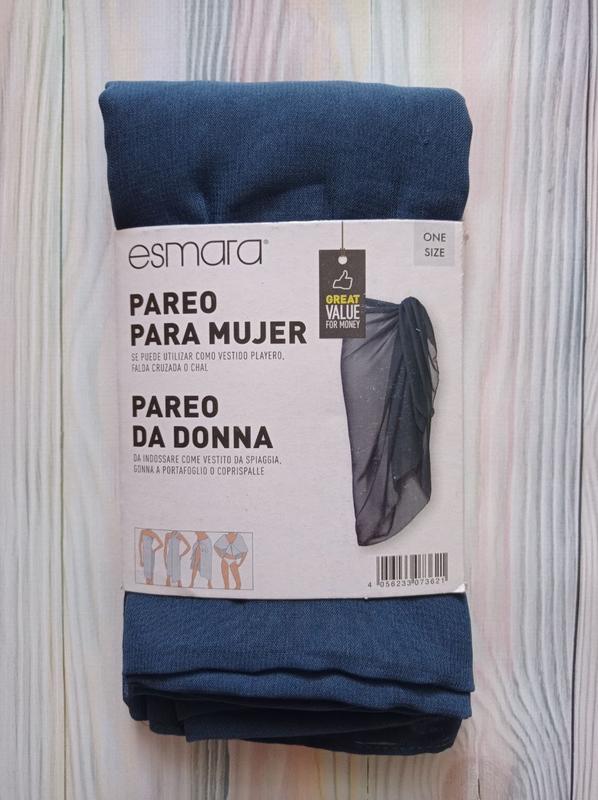 esmara®
ONE
SIZE
GREAT
VALUE
FOR MONEY
PAREO
PARA MUJER
SE PUEDE UTILIZAR COMO VESTIDO PLAYERO,
FALDA CRUZADA O CHAL
PAREO
DA DONNA
DA INDOSSARE COME VESTITO DA SPIAGGIA,
GONNA A PORTAFOGLIO O COPRISPALLE
4 056233 073621